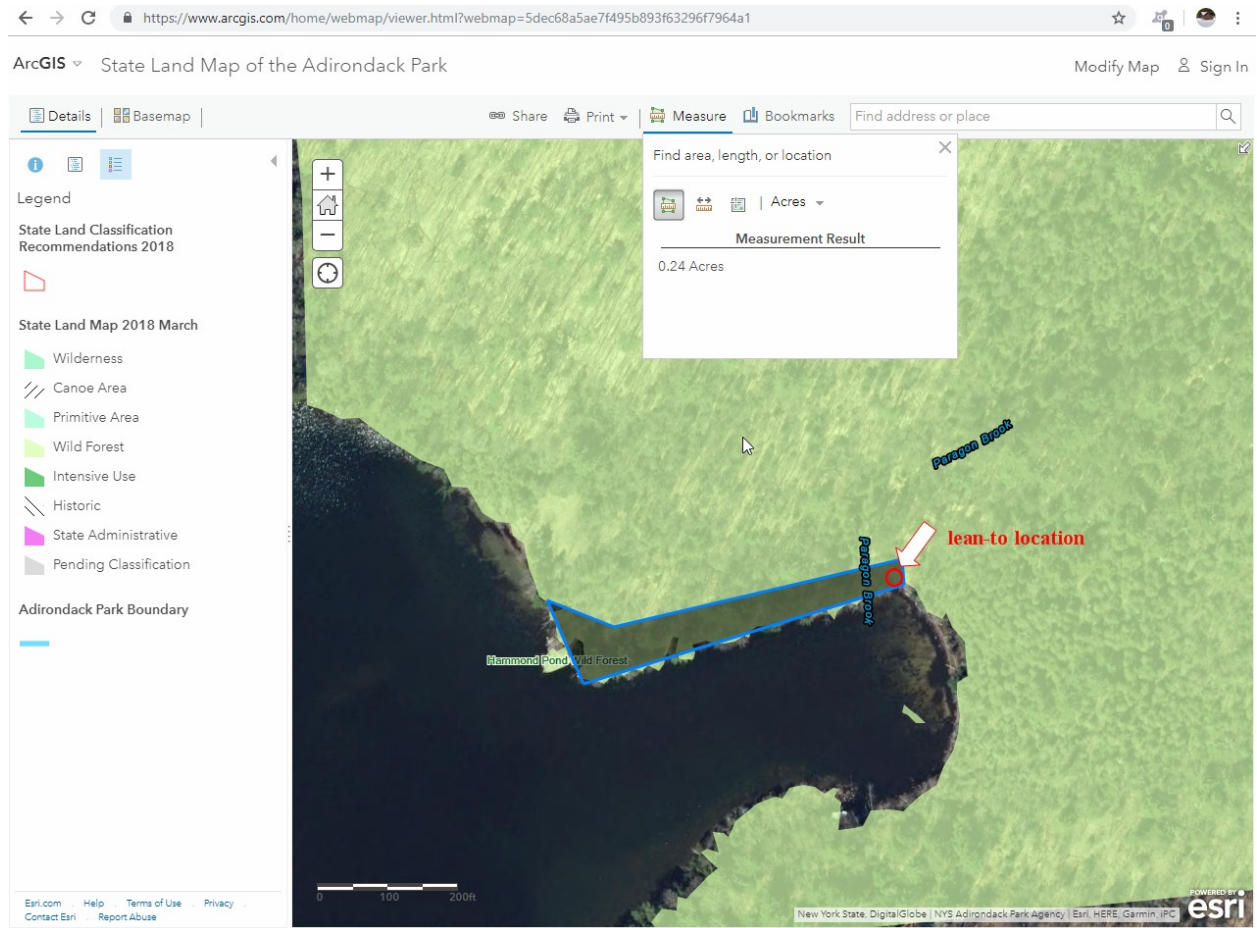 https://www.arcgis.com/home/webmap/viewer.html?webmap=5dec68a5ae7f495b893f63296f7964a1
0
ArcGIS State Land Map of the Adirondack Park
Modify Map Sign In
Details Basemap Share Print Measure Bookmarks Find address or place
Find area, length, or location
Acres
Measurement Result
0.24 Acres
Legend
State Land Classification
Recommendations 2018
State Land Map 2018 March
Wilderness
Canoe Area
Primitive Area
Wild Forest
Intensive Use
Historic
State Administrative
Pending Classification
Adirondack Park Boundary
Paragon Brook
lean-to location
Paragon Brook
Hammond Pond Wild Forest
0 100 200ft
Esri.com Help Terms of Use Privacy
Contact Esri Report Abuse
New York State, DigitalGlobe | NYS Adirondack Park Agency | Esri, HERE, Garmin, iPC
POWERED BY
esri